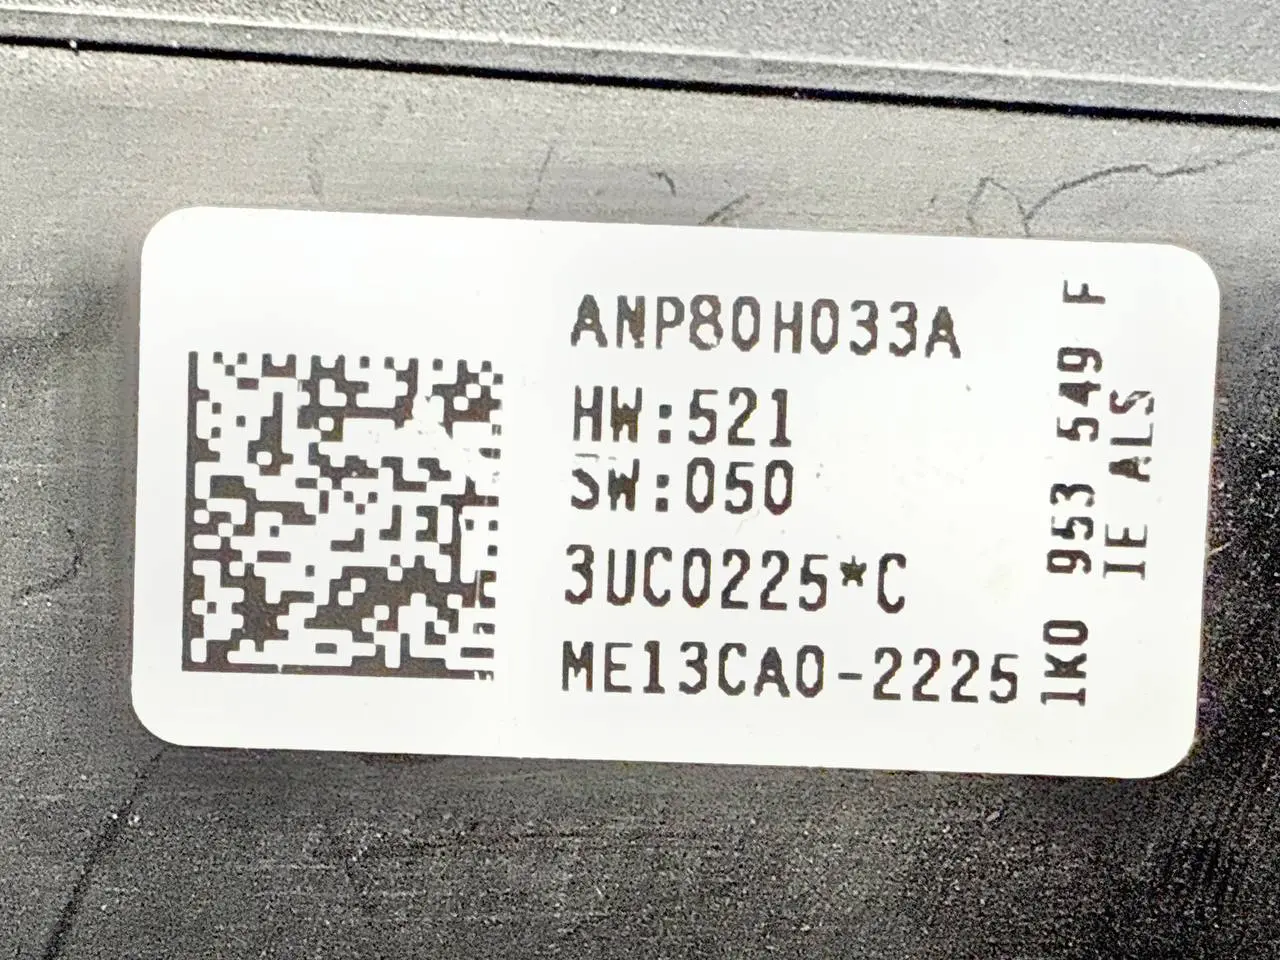 ANP80H033A
HW:521
SW:050
3UC0225*C
ME13CA0-2225
1K0 953 549 F
IE ALS